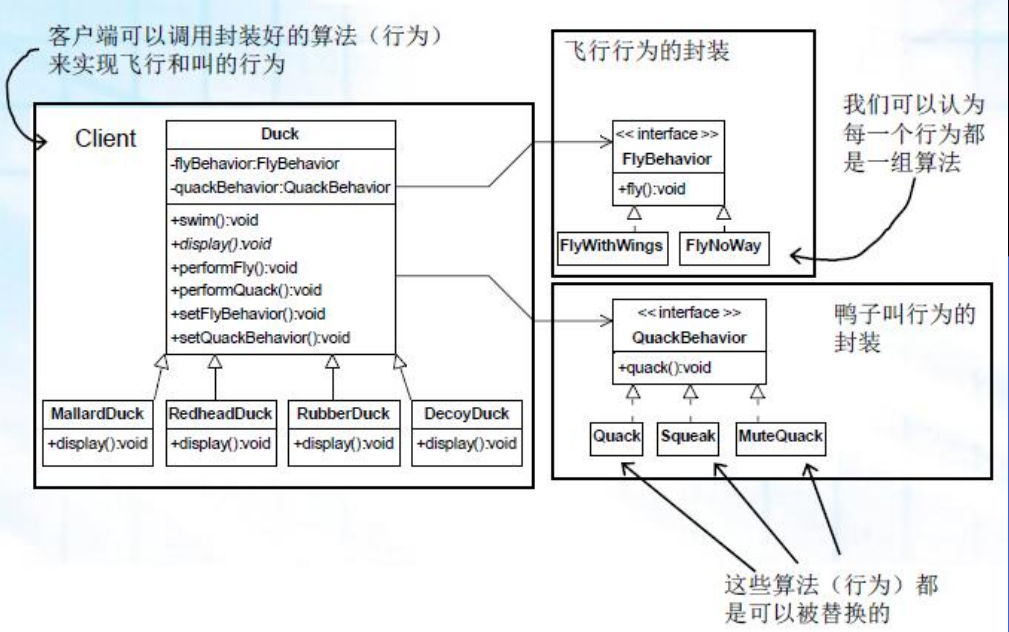 客户端可以调用封装好的算法（行为）
来实现飞行和叫的行为
Client
Duck
-flyBehavior:FlyBehavior
-quackBehavior:QuackBehavior
+swim():void
+display().void
+performFly():void
+performQuack():void
+setFlyBehavior():void
+setQuackBehavior():void
MallardDuck
+display():void
RedheadDuck
+display():void
RubberDuck
+display():void
DecoyDuck
+display():void
飞行行为的封装
<< interface >>
FlyBehavior
+fly():void
FlyWithWings
FlyNoWay
我们可以认为
每一个行为都
是一组算法
<< interface >>
QuackBehavior
+quack():void
Quack
Squeak
MuteQuack
鸭子叫行为的
封装
这些算法（行为）都
是可以被替换的